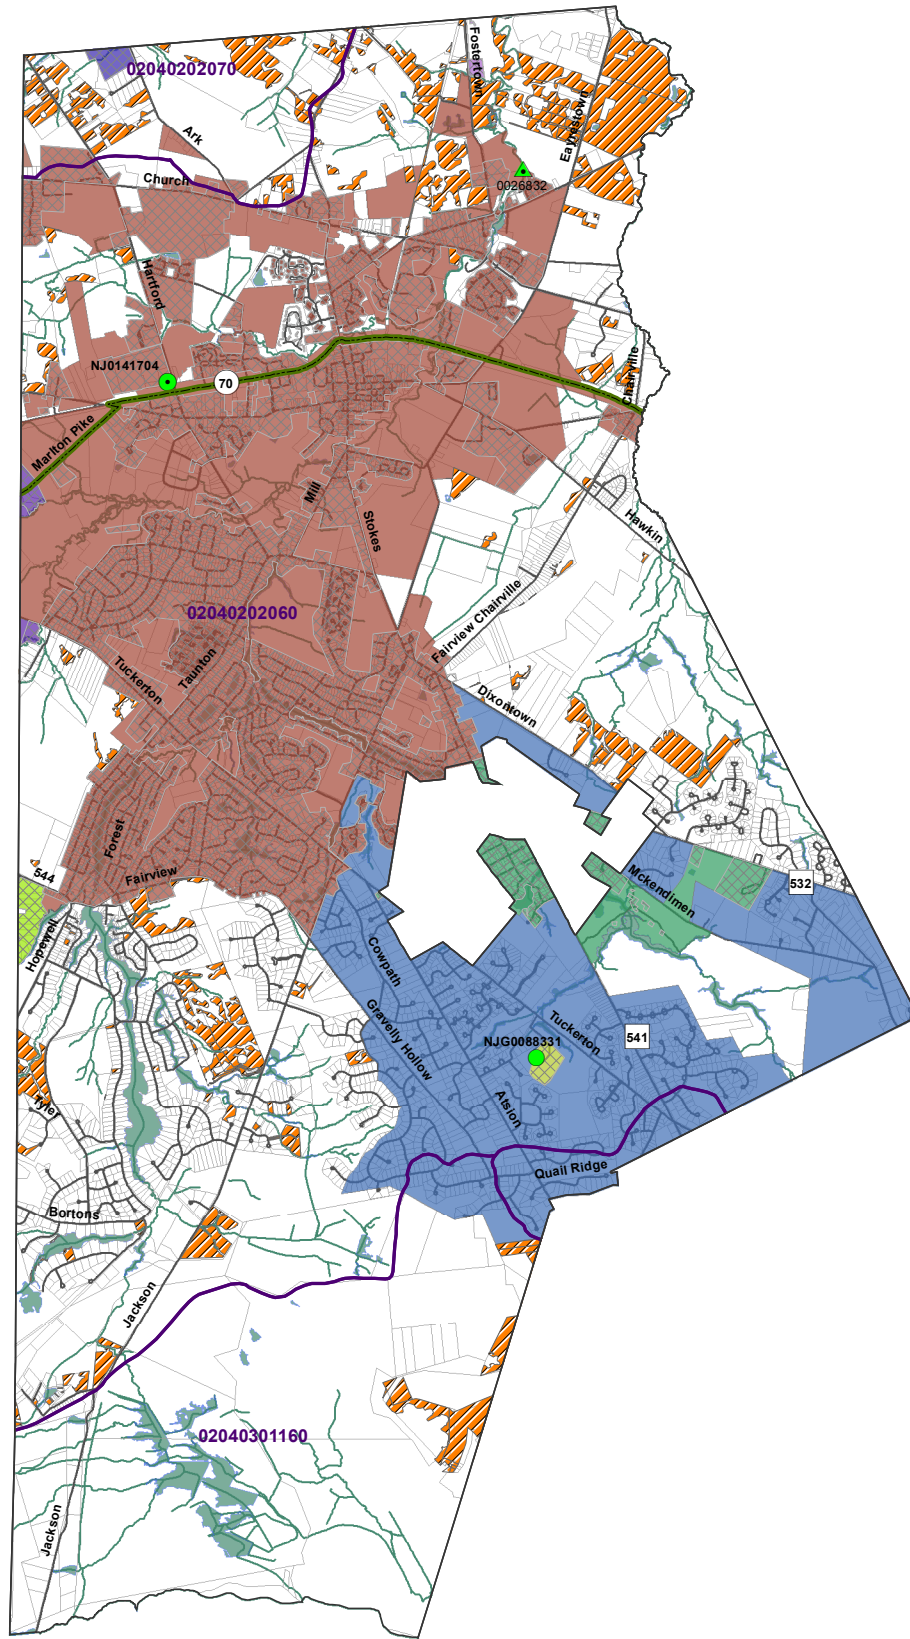 Fostertown
02040202070
Eayrestown
Ark
Church
0026832
Hartford
NJ0141704
70
Chairville
Marlton Pike
Mill
Stokes
Hawkin
02040202060
Fairview Chairville
Taunton
Tuckerton
Dixontown
Forest
544
Fairview
Mckendimen
532
Hopewell
Cowpath
Gravelly Hollow
Tuckerton
541
NJG0088331
Atsion
Tyler
Quail Ridge
Bortons
Jackson
02040301160
Jackson